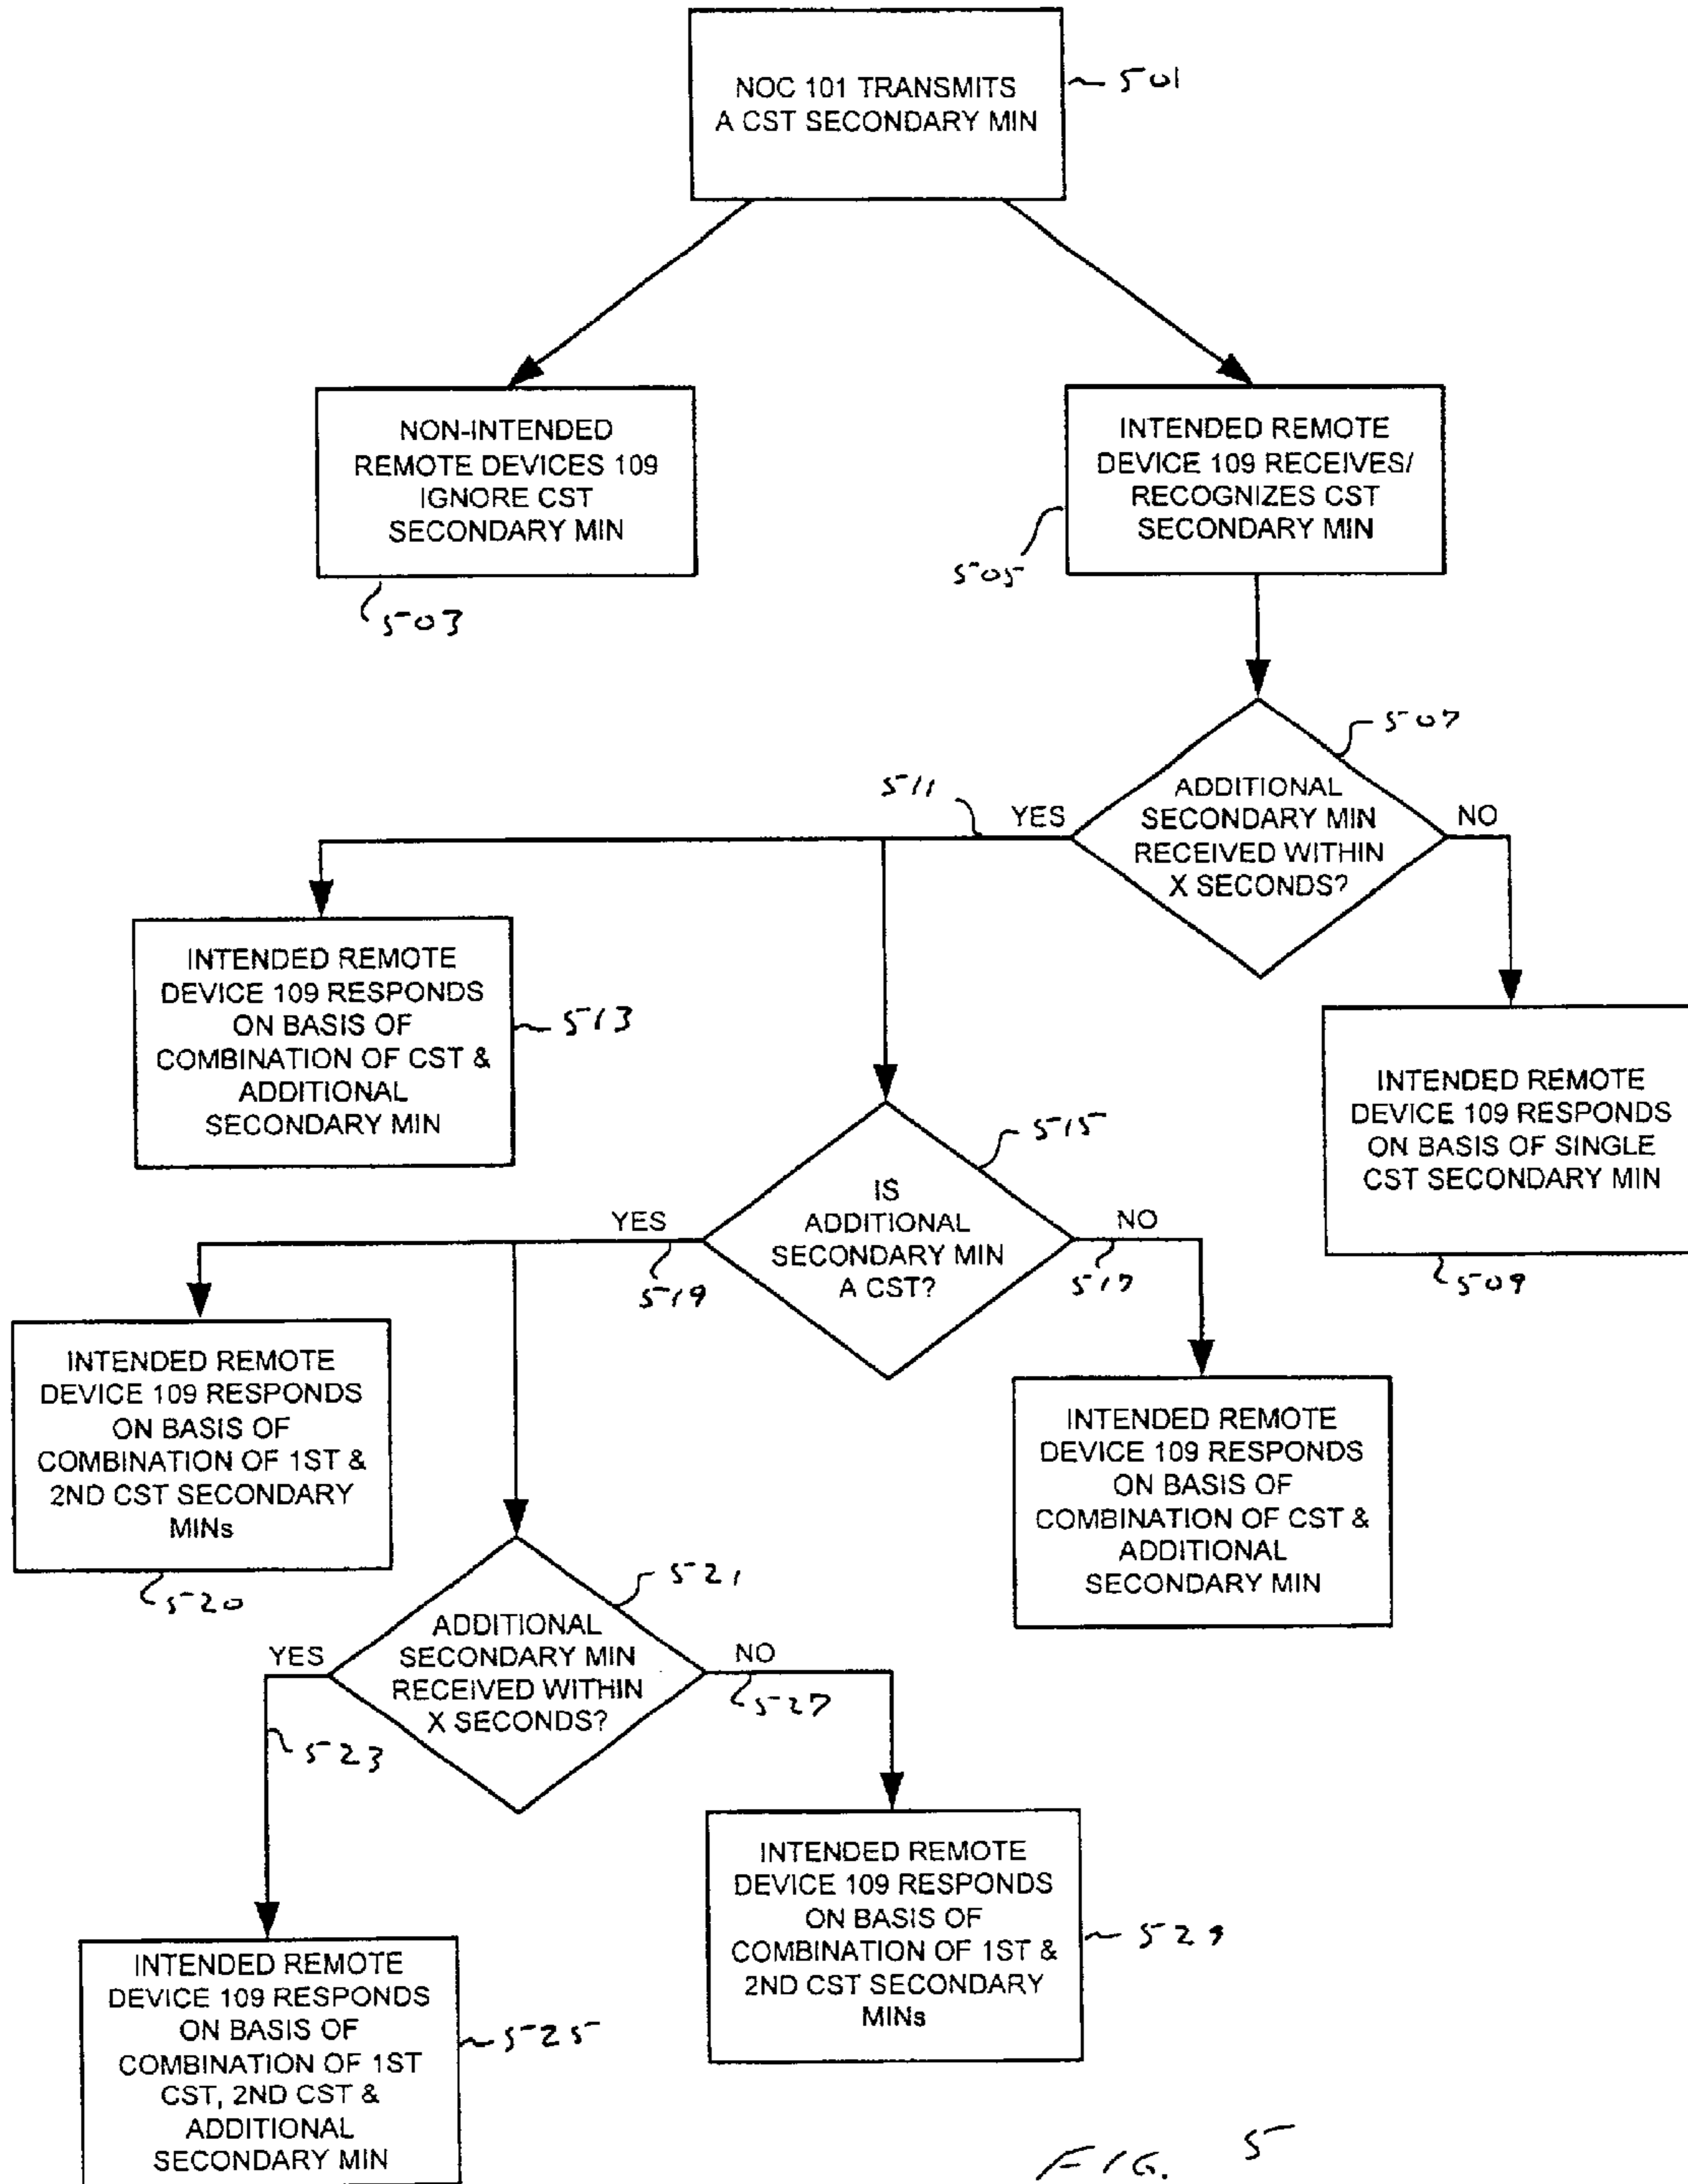 NOC 101 TRANSMITS
A CST SECONDARY MIN
501
NON-INTENDED
REMOTE DEVICES 109
IGNORE CST
SECONDARY MIN
503
INTENDED REMOTE
DEVICE 109 RECEIVES/
RECOGNIZES CST
SECONDARY MIN
505
507
ADDITIONAL
SECONDARY MIN
RECEIVED WITHIN
X SECONDS?
511
YES
NO
INTENDED REMOTE
DEVICE 109 RESPONDS
ON BASIS OF
COMBINATION OF CST &
ADDITIONAL
SECONDARY MIN
513
INTENDED REMOTE
DEVICE 109 RESPONDS
ON BASIS OF SINGLE
CST SECONDARY MIN
509
515
IS
ADDITIONAL
SECONDARY MIN
A CST?
YES
519
NO
517
INTENDED REMOTE
DEVICE 109 RESPONDS
ON BASIS OF
COMBINATION OF 1ST &
2ND CST SECONDARY
MINs
520
INTENDED REMOTE
DEVICE 109 RESPONDS
ON BASIS OF
COMBINATION OF CST &
ADDITIONAL
SECONDARY MIN
521
ADDITIONAL
SECONDARY MIN
RECEIVED WITHIN
X SECONDS?
YES
523
NO
527
INTENDED REMOTE
DEVICE 109 RESPONDS
ON BASIS OF
COMBINATION OF 1ST &
2ND CST SECONDARY
MINs
529
INTENDED REMOTE
DEVICE 109 RESPONDS
ON BASIS OF
COMBINATION OF 1ST
CST, 2ND CST &
ADDITIONAL
SECONDARY MIN
525
FIG. 5